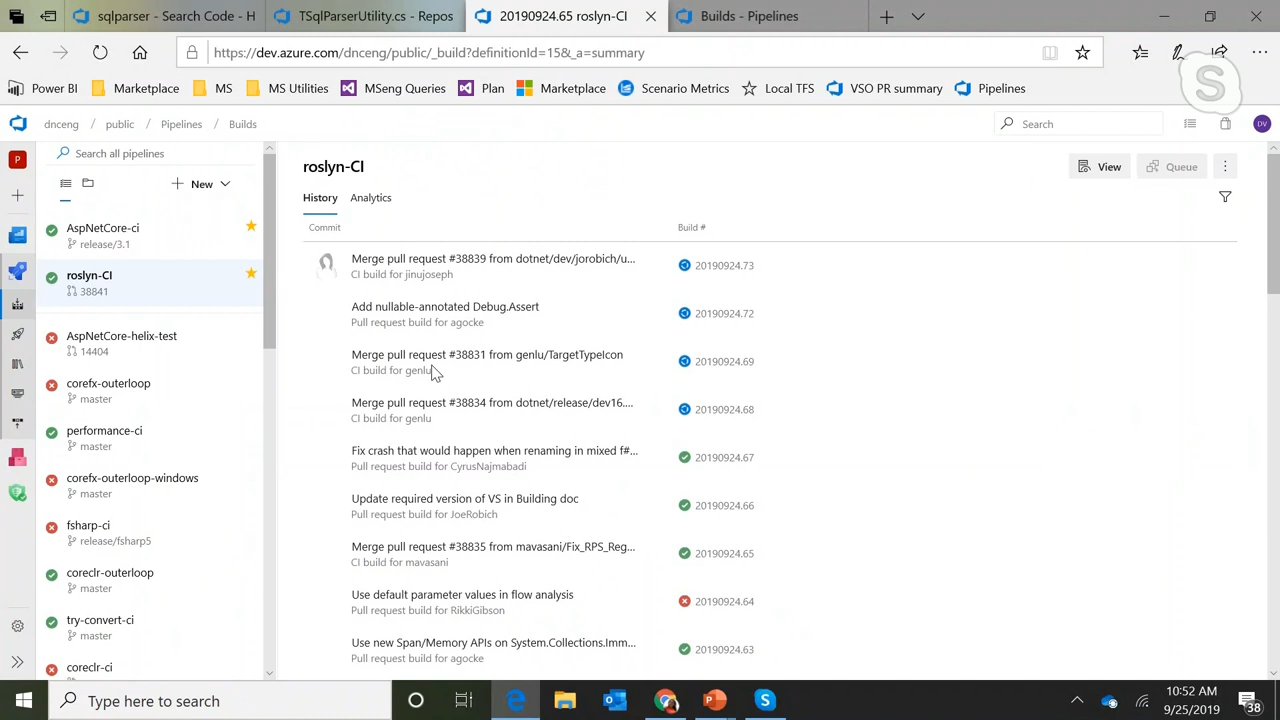 sqlparser - Search Code - H
TSqlParserUtility.cs - Repos
20190924.65 roslyn-CI
Builds - Pipelines
https://dev.azure.com/dnceng/public/_build?definitionId=15&_a=summary
Power BI
Marketplace
MS
MS Utilities
MSeng Queries
Plan
Marketplace
Scenario Metrics
Local TFS
VSO PR summary
Pipelines
S
dnceng / public / Pipelines / Builds
Search
DV
P
Search all pipelines
New
AspNetCore-ci
release/3.1
roslyn-CI
38841
AspNetCore-helix-test
14404
corefx-outerloop
master
performance-ci
master
corefx-outerloop-windows
master
fsharp-ci
release/fsharp5
coreclr-outerloop
master
try-convert-ci
master
coreclr-ci
roslyn-CI
View
Queue
History
Analytics
Commit
Build #
Merge pull request #38839 from dotnet/dev/jorobich/u...
CI build for jinujoseph
20190924.73
Add nullable-annotated Debug.Assert
Pull request build for agocke
20190924.72
Merge pull request #38831 from genlu/TargetTypeIcon
CI build for genlu
20190924.69
Merge pull request #38834 from dotnet/release/dev16....
CI build for genlu
20190924.68
Fix crash that would happen when renaming in mixed f#...
Pull request build for CyrusNajmabadi
20190924.67
Update required version of VS in Building doc
Pull request build for JoeRobich
20190924.66
Merge pull request #38835 from mavasani/Fix_RPS_Reg...
CI build for mavasani
20190924.65
Use default parameter values in flow analysis
Pull request build for RikkiGibson
20190924.64
Use new Span/Memory APIs on System.Collections.Imm...
Pull request build for agocke
20190924.63
Type here to search
10:52 AM
9/25/2019
38